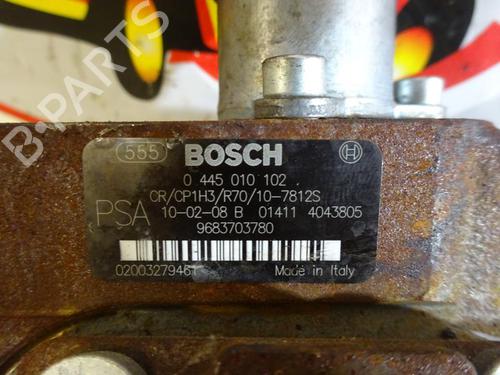 555 BOSCH
0 445 010 102
CR/CP1H3/R70/10-7812S
PSA 10-02-08 B 01411 4043805
9683703780
02003279461 Made in Italy
B-PARTS